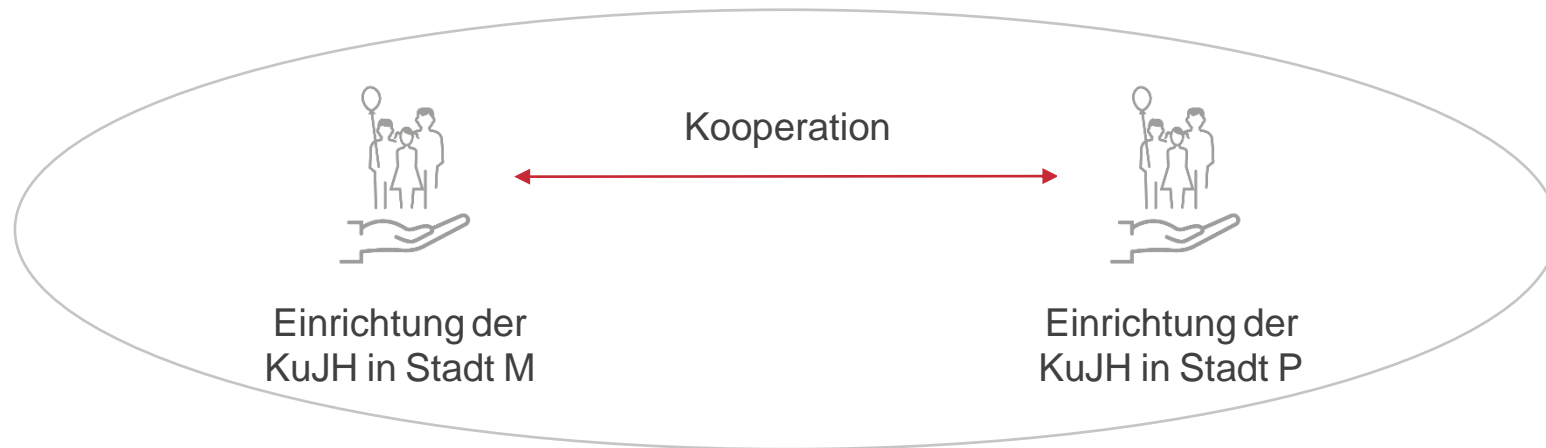 Kooperation
Einrichtung der
KuJH in Stadt M
Einrichtung der
KuJH in Stadt P